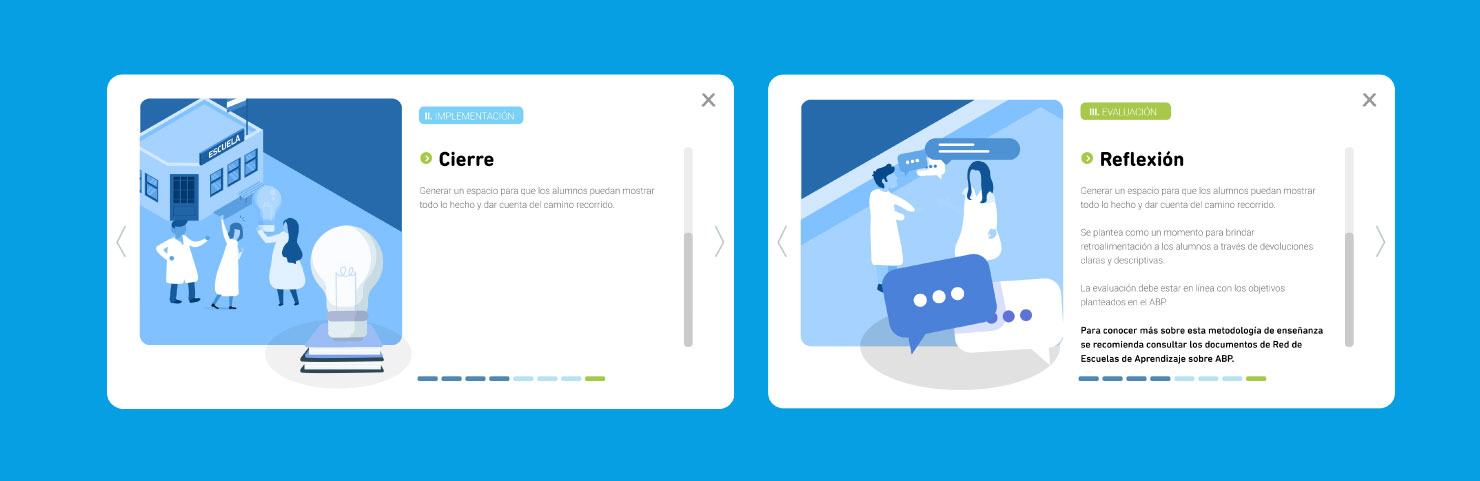 ESCUELA
II. IMPLEMENTACIÓN
Cierre
Generar un espacio para que los alumnos puedan mostrar
todo lo hecho y dar cuenta del camino recorrido.
III. EVALUACIÓN
Reflexión
Generar un espacio para que los alumnos puedan mostrar
todo lo hecho y dar cuenta del camino recorrido.
Se plantea como un momento para brindar
retroalimentación a los alumnos a través de devoluciones
claras y descriptivas.
La evaluación debe estar en línea con los objetivos
planteados en el ABP
Para conocer más sobre esta metodología de enseñanza
se recomienda consultar los documentos de Red de
Escuelas de Aprendizaje sobre ABP.